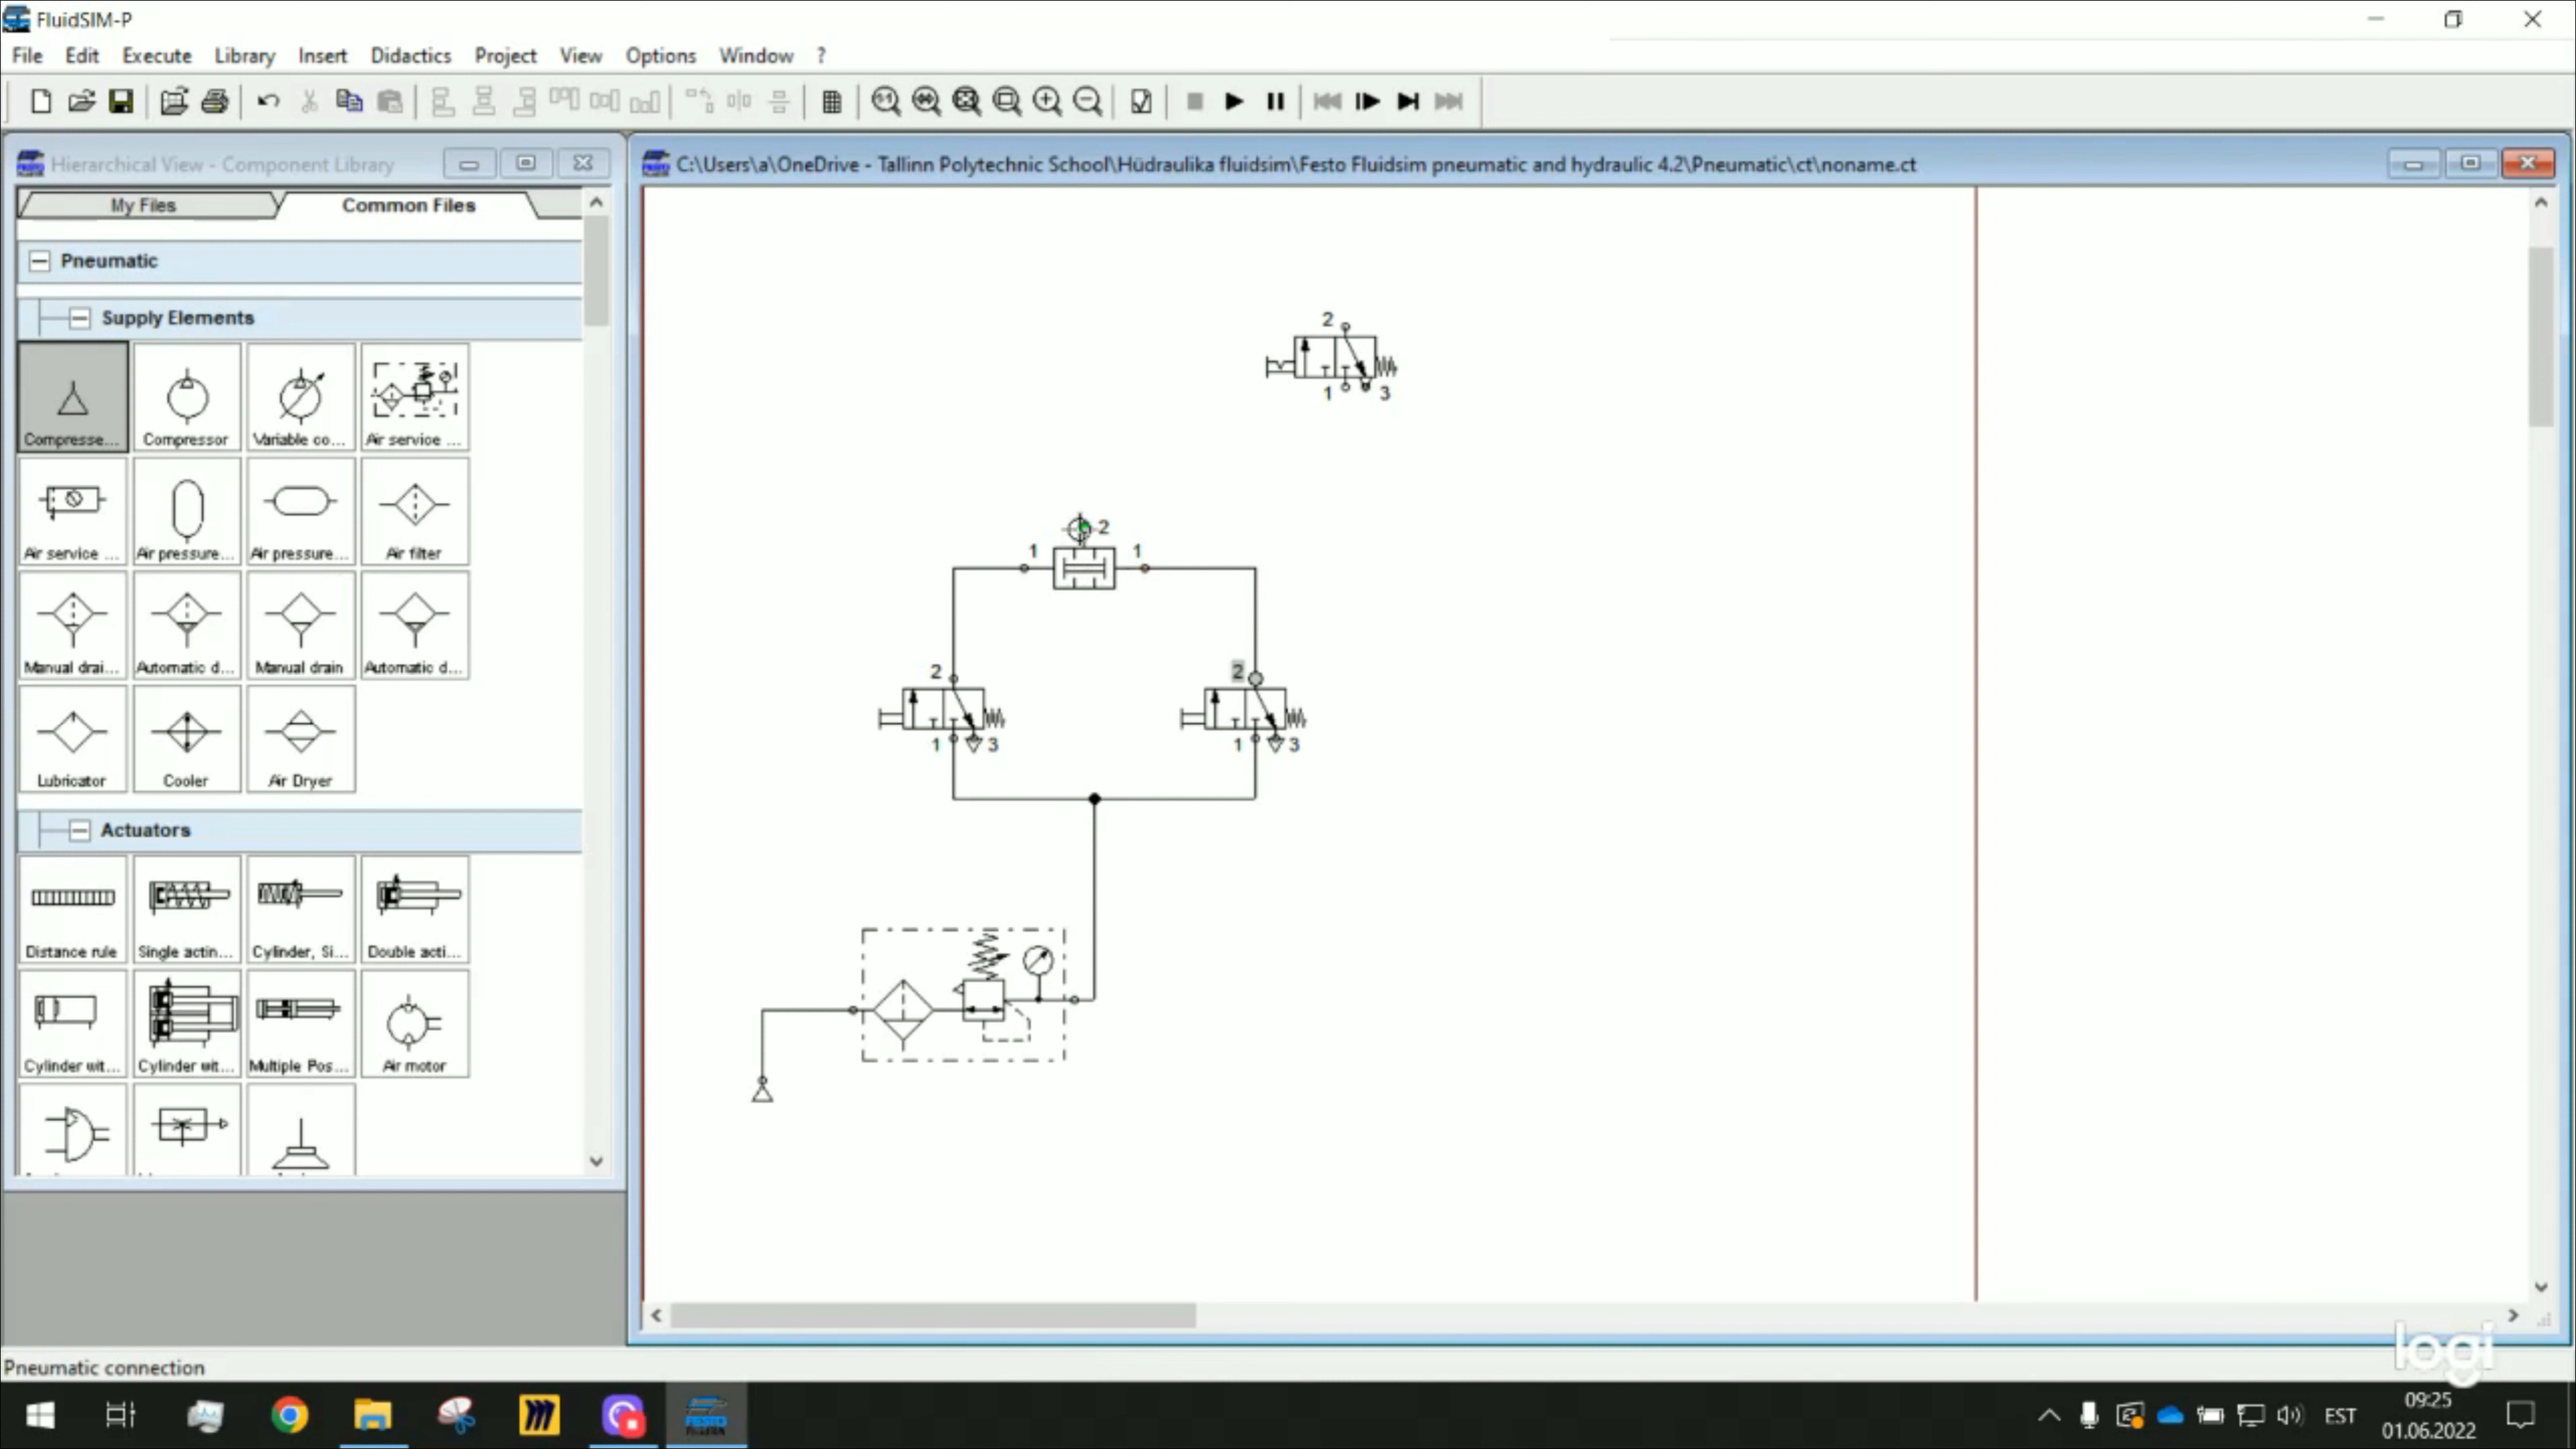 FluidSIM-P
File Edit Execute Library Insert Didactics Project View Options Window ?
Hierarchical View - Component Library
C:\Users\a\OneDrive - Tallinn Polytechnic School\Hüdraulika fluidsim\Festo Fluidsim pneumatic and hydraulic 4.2\Pneumatic\ct\noname.ct
My Files Common Files
Pneumatic
Supply Elements
Compresse... Compressor Variable co... Air service ...
Air service ... Air pressure... Air pressure... Air filter
Manual drai... Automatic d... Manual drain Automatic d...
Lubricator Cooler Air Dryer
Actuators
Distance rule Single actin... Cylinder, Si... Double acti...
Cylinder wit... Cylinder wit... Multiple Pos... Air motor
2
1 3
2
1 1
2 2
1 3 1 3
logi
Pneumatic connection
FESTO
EST
09:25
01.06.2022